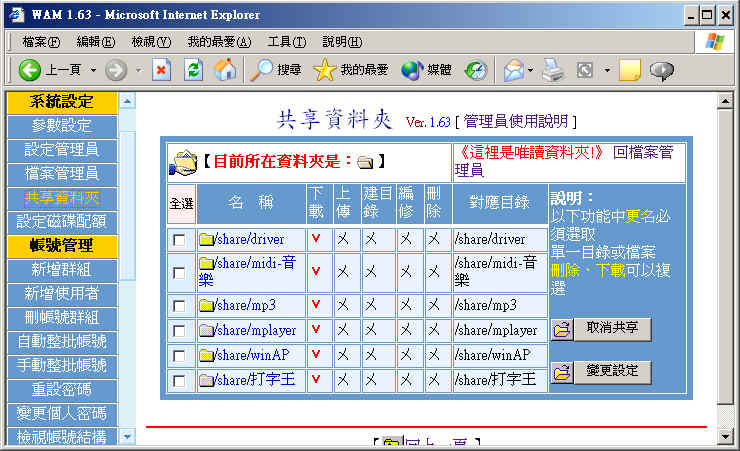 WAM 1.63 - Microsoft Internet Explorer
檔案(F) 編輯(E) 檢視(V) 我的最愛(A) 工具(T) 說明(H)
上一頁 搜尋 我的最愛 媒體
系統設定
參數設定
設定管理員
檔案管理員
共享資料夾
設定磁碟配額
帳號管理
新增群組
新增使用者
刪帳號群組
自動整批帳號
手動整批帳號
重設密碼
變更個人密碼
檢視帳號結構
共享資料夾 Ver.1.63 [ 管理員使用說明 ]
【目前所在資料夾是： 】
《這裡是唯讀資料夾!》 回檔案管
理員
全選 名 稱 下載 上傳 建目錄 編修 刪除 對應目錄
/share/driver v ㄨ ㄨ ㄨ ㄨ /share/driver
/share/midi-音樂 v ㄨ ㄨ ㄨ ㄨ /share/midi-音樂
/share/mp3 v ㄨ ㄨ ㄨ ㄨ /share/mp3
/share/mplayer v ㄨ ㄨ ㄨ ㄨ /share/mplayer
/share/winAP v ㄨ ㄨ ㄨ ㄨ /share/winAP
/share/打字王 v ㄨ ㄨ ㄨ ㄨ /share/打字王
說明：
以下功能中更名必
須選取
單一目錄或檔案
刪除、下載可以複
選
取消共享
變更設定
【 回上一頁 】